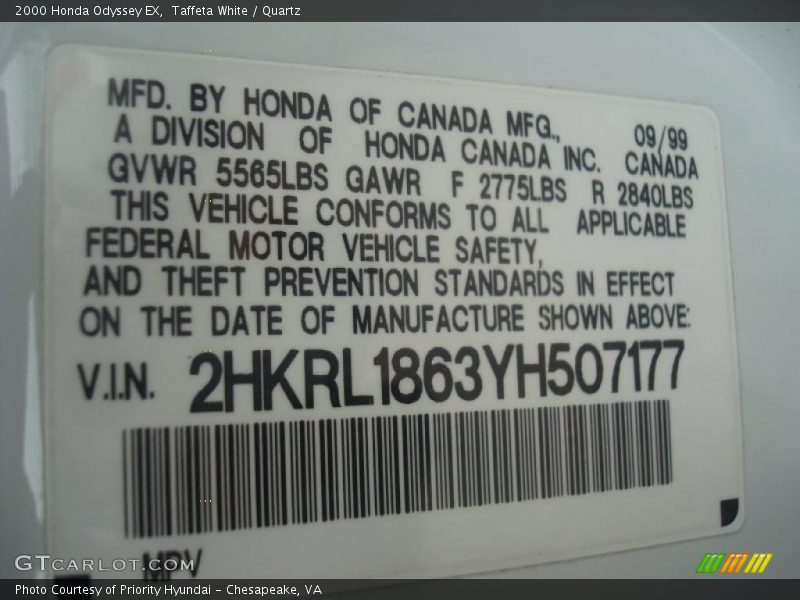 2000 Honda Odyssey EX, Taffeta White / Quartz
MFD. BY HONDA OF CANADA MFG., 09/99
A DIVISION OF HONDA CANADA INC. CANADA
GVWR 5565LBS GAWR F 2775LBS R 2840LBS
THIS VEHICLE CONFORMS TO ALL APPLICABLE
FEDERAL MOTOR VEHICLE SAFETY,
AND THEFT PREVENTION STANDARDS IN EFFECT
ON THE DATE OF MANUFACTURE SHOWN ABOVE:
V.I.N. 2HKRL1863YH507177
MPV
GTCARLOT.COM
Photo Courtesy of Priority Hyundai - Chesapeake, VA